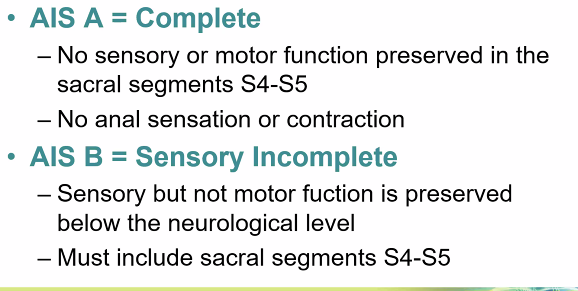 • AIS A = Complete
– No sensory or motor function preserved in the
sacral segments S4-S5
– No anal sensation or contraction
• AIS B = Sensory Incomplete
– Sensory but not motor fuction is preserved
below the neurological level
– Must include sacral segments S4-S5